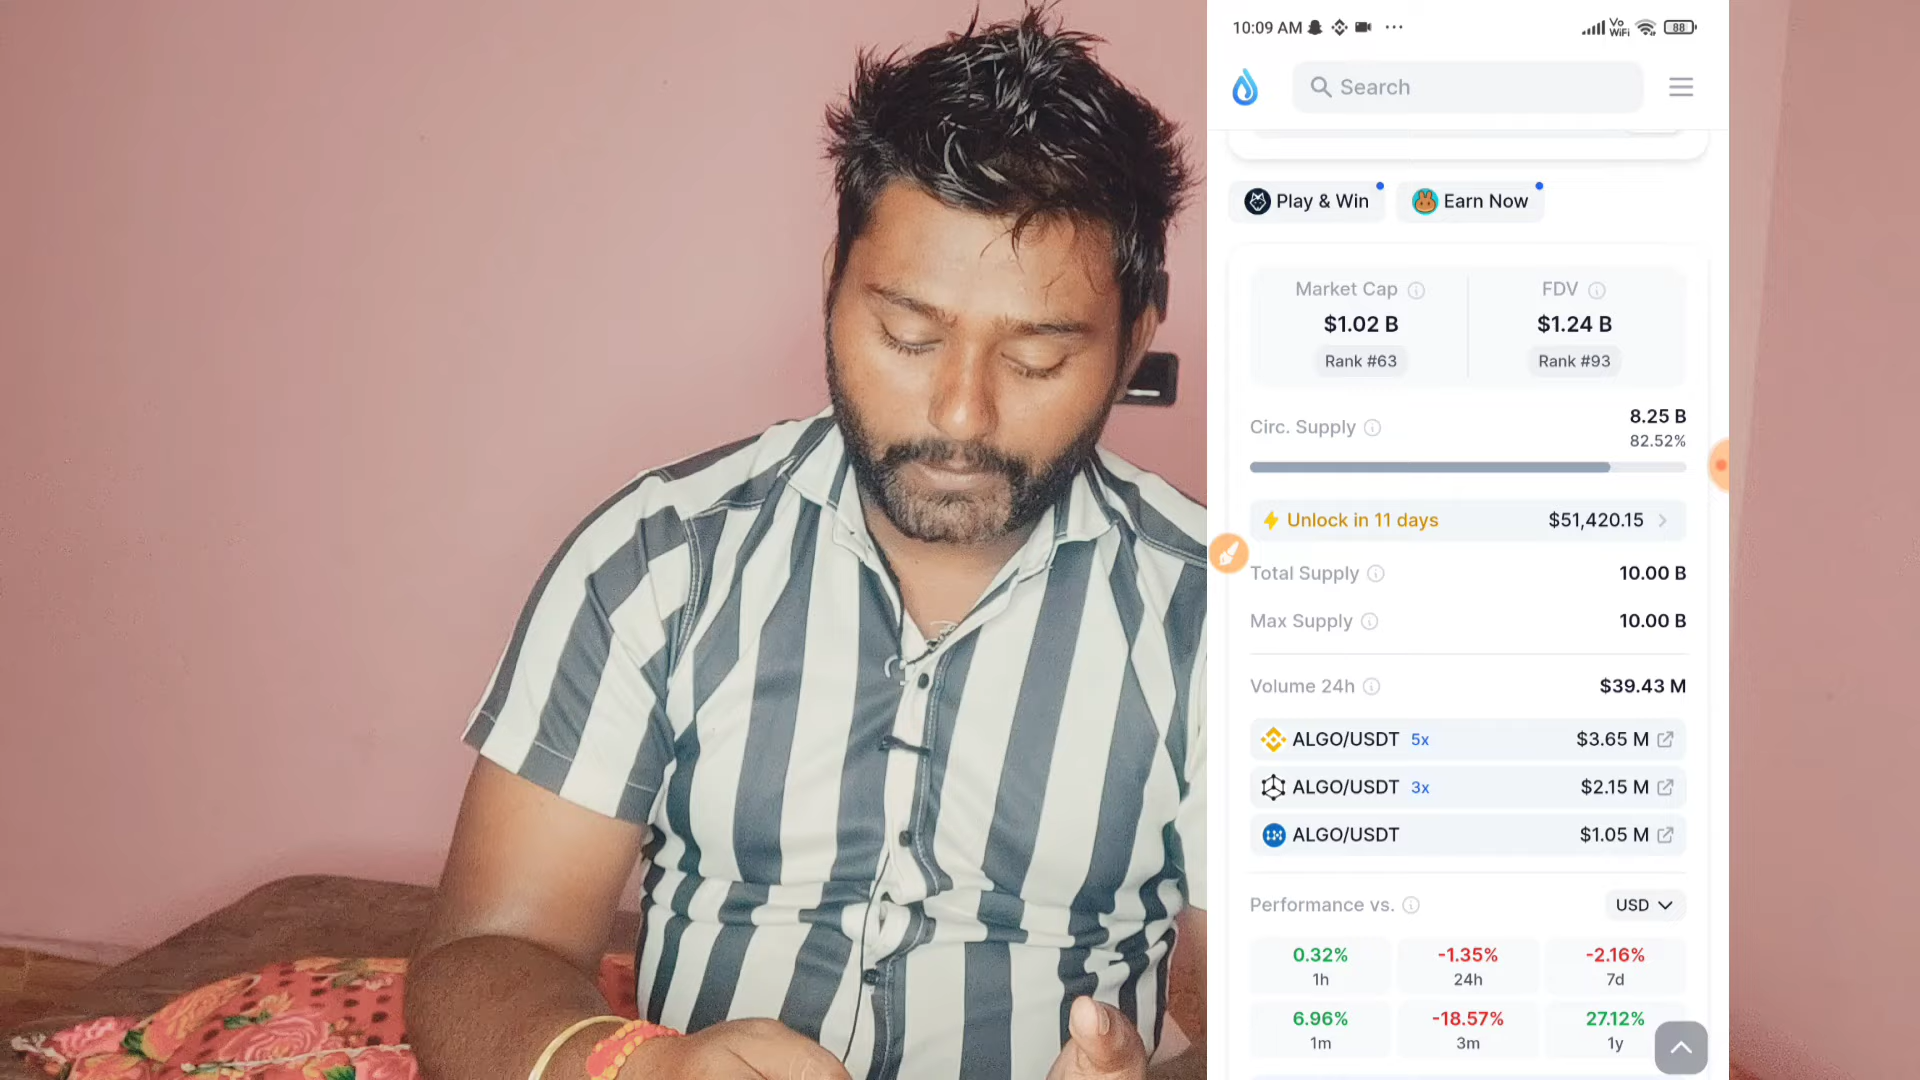 10:09 AM ... Vo WiFi 88
Search
Play & Win Earn Now
Market Cap FDV
$1.02 B $1.24 B
Rank #63 Rank #93
Circ. Supply 8.25 B
82.52%
Unlock in 11 days $51,420.15
Total Supply 10.00 B
Max Supply 10.00 B
Volume 24h $39.43 M
ALGO/USDT 5x $3.65 M
ALGO/USDT 3x $2.15 M
ALGO/USDT $1.05 M
Performance vs. USD
0.32% -1.35% -2.16%
1h 24h 7d
6.96% -18.57% 27.12%
1m 3m 1y